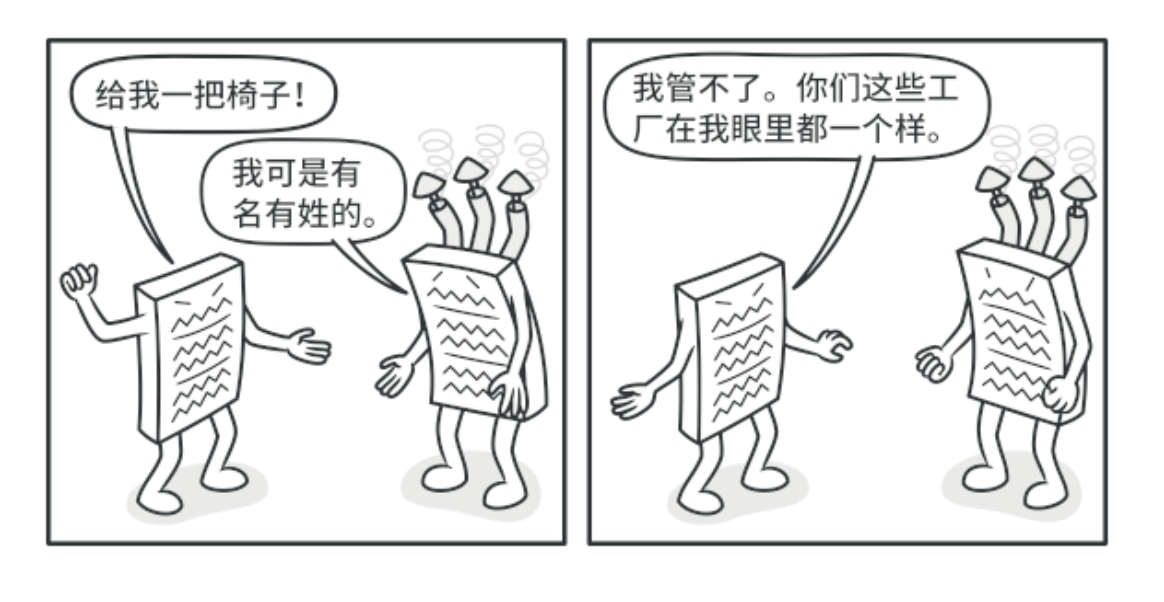 给我一把椅子！
我可是有
名有姓的。
我管不了。你们这些工
厂在我眼里都一个样。